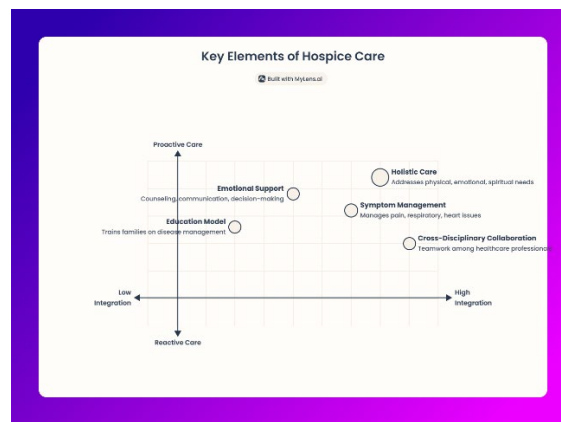 Key Elements of Hospice Care
Built with MyLens.ai
Proactive Care
Holistic Care
Addresses physical, emotional, spiritual needs
Emotional Support
Counseling, communication, decision-making
Symptom Management
Manages pain, respiratory, heart issues
Education Model
Trains families on disease management
Cross-Disciplinary Collaboration
Teamwork among healthcare professionals
Low
Integration
High
Integration
Reactive Care